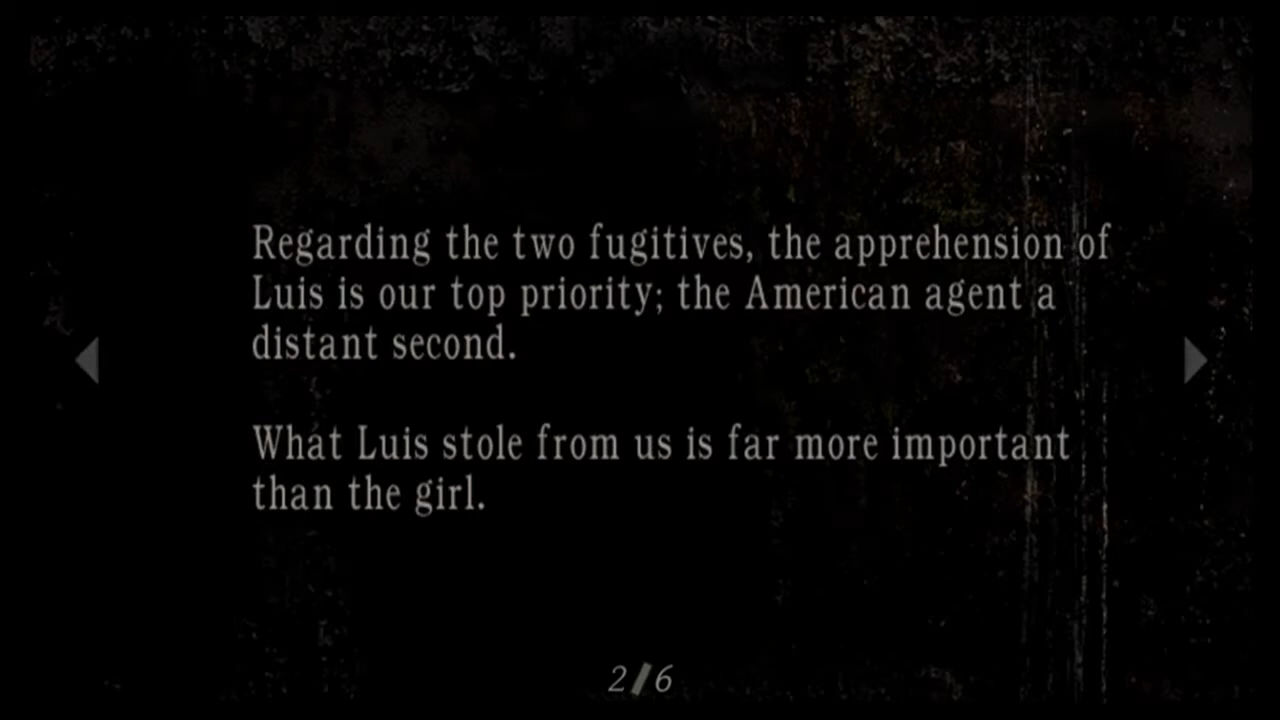 Regarding the two fugitives, the apprehension of
Luis is our top priority; the American agent a
distant second.
What Luis stole from us is far more important
than the girl.
2/6